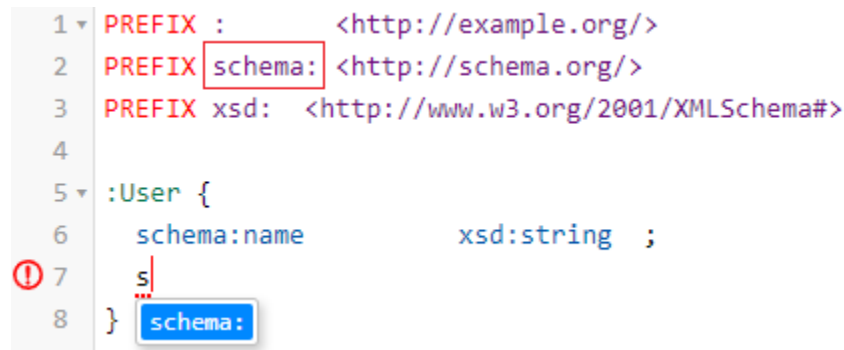 1 PREFIX : <http://example.org/>
2 PREFIX schema: <http://schema.org/>
3 PREFIX xsd: <http://www.w3.org/2001/XMLSchema#>
4
5 :User {
6 schema:name xsd:string ;
7 s
8 }
schema: